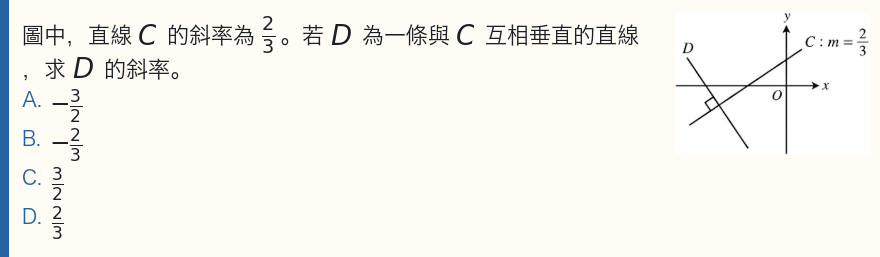 圖中，直線 C 的斜率為 2/3。若 D 為一條與 C 互相垂直的直線
，求 D 的斜率。
A. −3/2
B. −2/3
C. 3/2
D. 2/3
y
C : m = 2/3
D
O
x